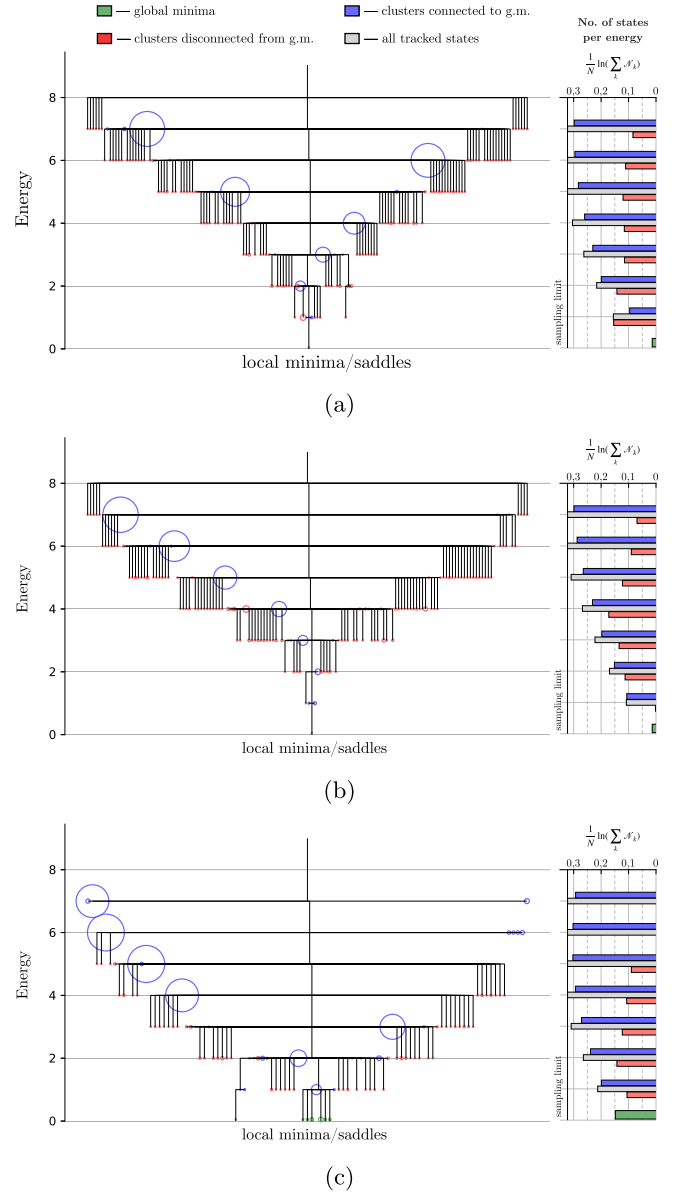 global minima
clusters connected to g.m.
clusters disconnected from g.m.
all tracked states
No. of states
per energy
1/N ln(∑_k 𝒩_k)
0,3 0,2 0,1 0
8
6
4
2
0
Energy
sampling limit
local minima/saddles
(a)
1/N ln(∑_k 𝒩_k)
0,3 0,2 0,1 0
8
6
4
2
0
Energy
sampling limit
local minima/saddles
(b)
1/N ln(∑_k 𝒩_k)
0,3 0,2 0,1 0
8
6
4
2
0
Energy
sampling limit
local minima/saddles
(c)